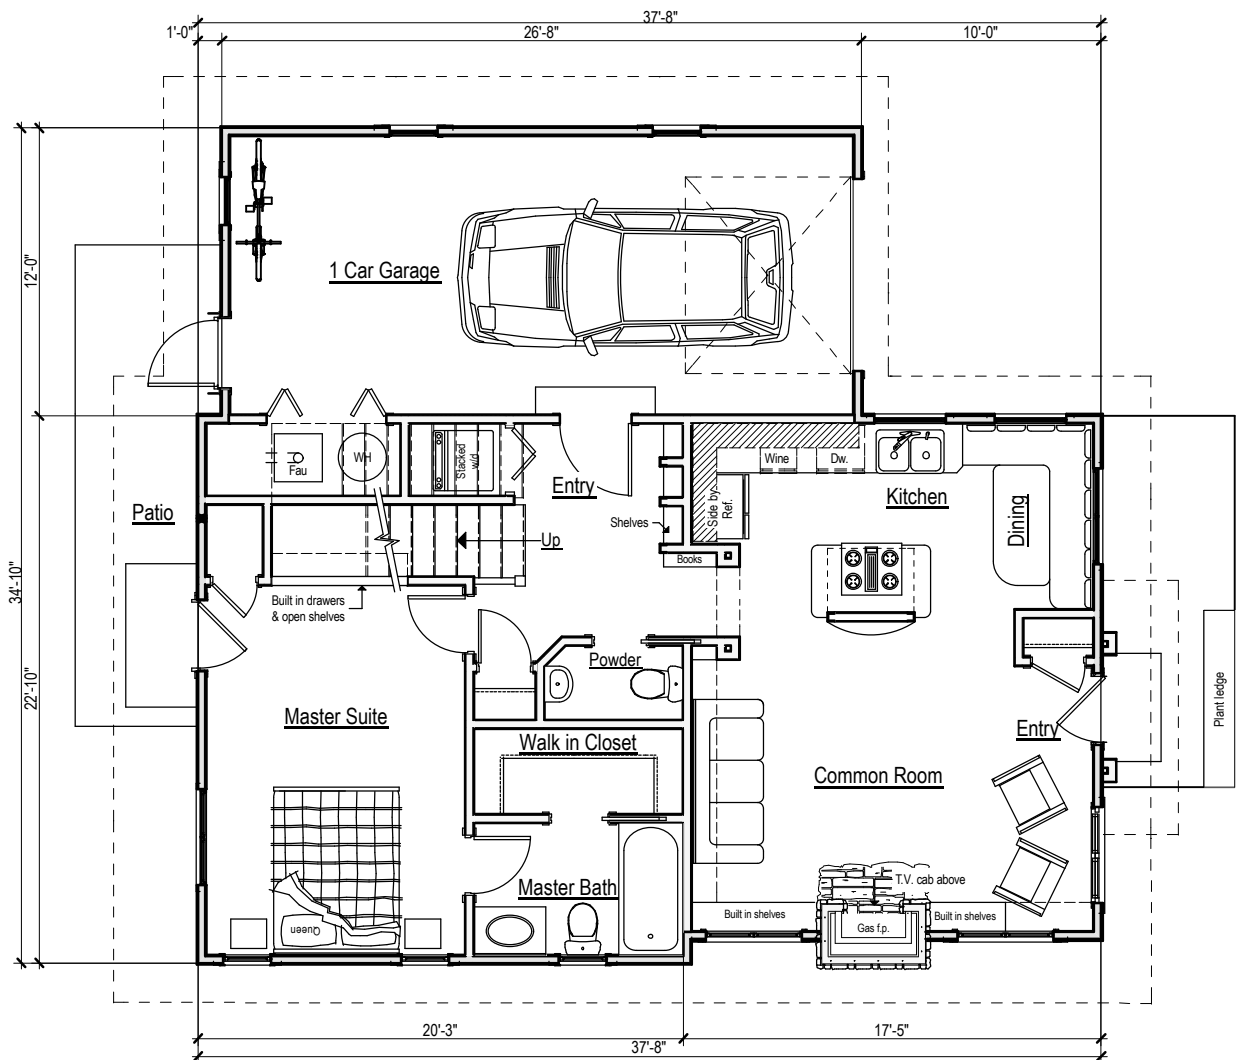 37'-8"
1'-0"
26'-8"
10'-0"
12'-0"
34'-10"
22'-10"
1 Car Garage
Fau
WH
Stacked
w/d
Entry
Wine
Dw.
Side by
Ref.
Kitchen
Dining
Patio
Shelves
Up
Books
Built in drawers
& open shelves
Powder
Master Suite
Walk in Closet
Entry
Plant ledge
Common Room
Master Bath
T.V. cab above
Built in shelves
Gas f.p.
Built in shelves
Queen
20'-3"
17'-5"
37'-8"